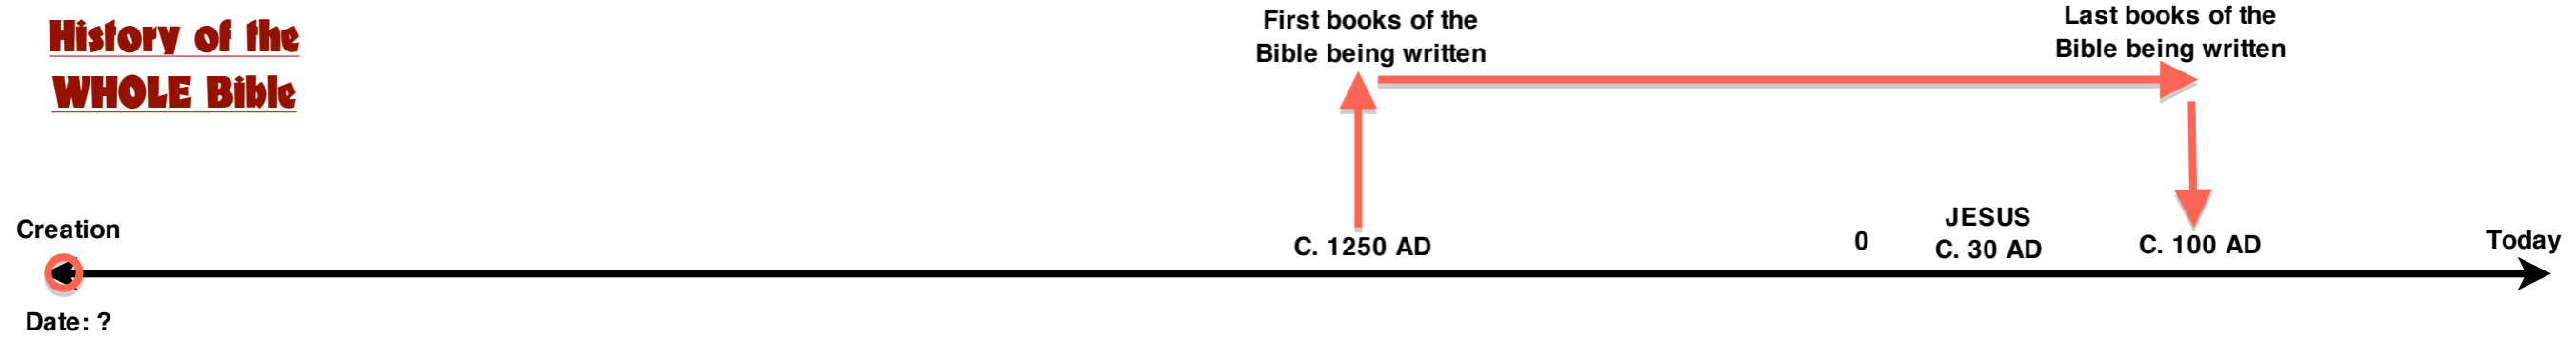 History of the
WHOLE Bible
First books of the
Bible being written
Last books of the
Bible being written
Creation
C. 1250 AD
0
JESUS
C. 30 AD
C. 100 AD
Today
Date: ?